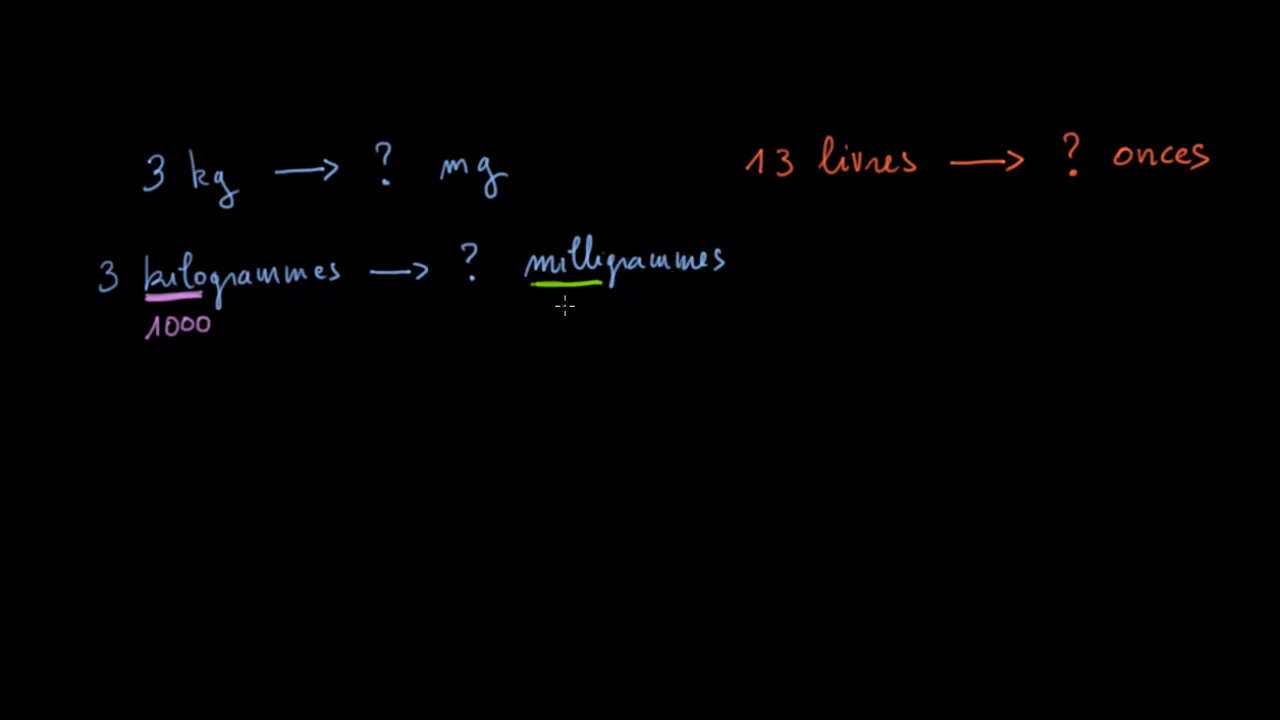 3 kg → ? mg
13 livres → ? onces
3 kilogrammes → ? milligrammes
1000